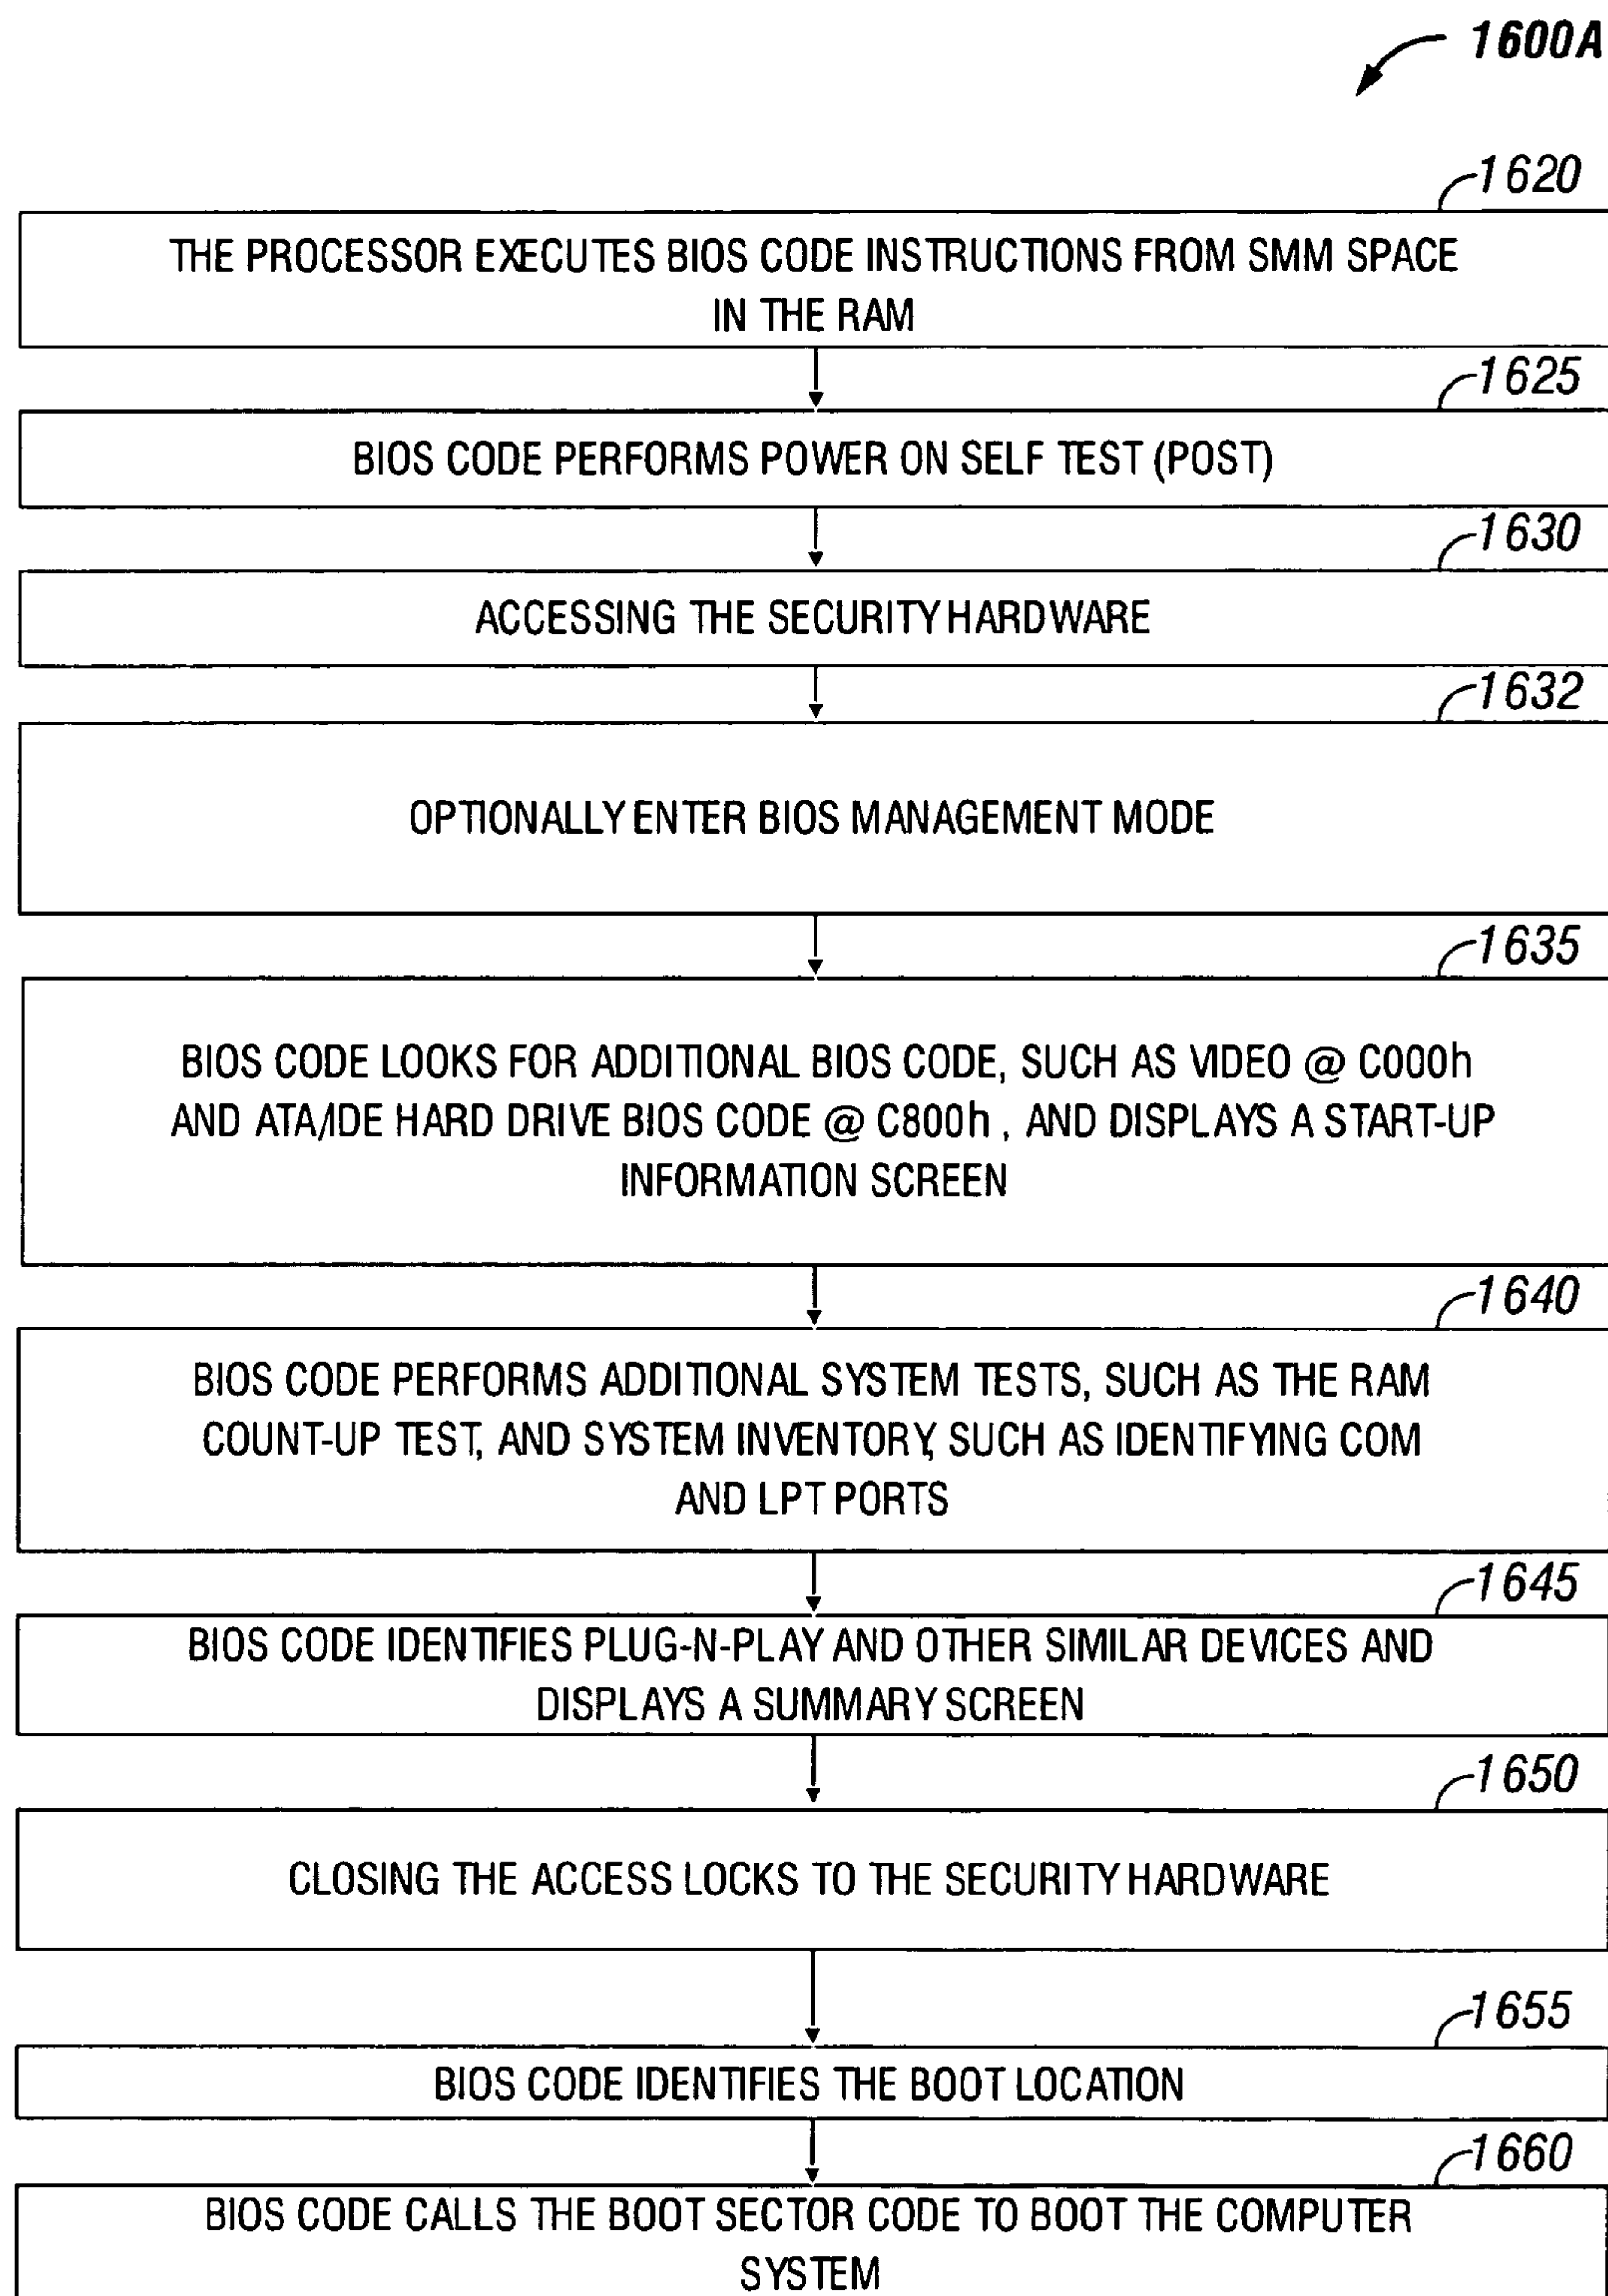 1600A
1620
THE PROCESSOR EXECUTES BIOS CODE INSTRUCTIONS FROM SMM SPACE
IN THE RAM
1625
BIOS CODE PERFORMS POWER ON SELF TEST (POST)
1630
ACCESSING THE SECURITY HARDWARE
1632
OPTIONALLY ENTER BIOS MANAGEMENT MODE
1635
BIOS CODE LOOKS FOR ADDITIONAL BIOS CODE, SUCH AS VIDEO @ C000h
AND ATA/IDE HARD DRIVE BIOS CODE @ C800h , AND DISPLAYS A START-UP
INFORMATION SCREEN
1640
BIOS CODE PERFORMS ADDITIONAL SYSTEM TESTS, SUCH AS THE RAM
COUNT-UP TEST, AND SYSTEM INVENTORY, SUCH AS IDENTIFYING COM
AND LPT PORTS
1645
BIOS CODE IDENTIFIES PLUG-N-PLAY AND OTHER SIMILAR DEVICES AND
DISPLAYS A SUMMARY SCREEN
1650
CLOSING THE ACCESS LOCKS TO THE SECURITY HARDWARE
1655
BIOS CODE IDENTIFIES THE BOOT LOCATION
1660
BIOS CODE CALLS THE BOOT SECTOR CODE TO BOOT THE COMPUTER
SYSTEM